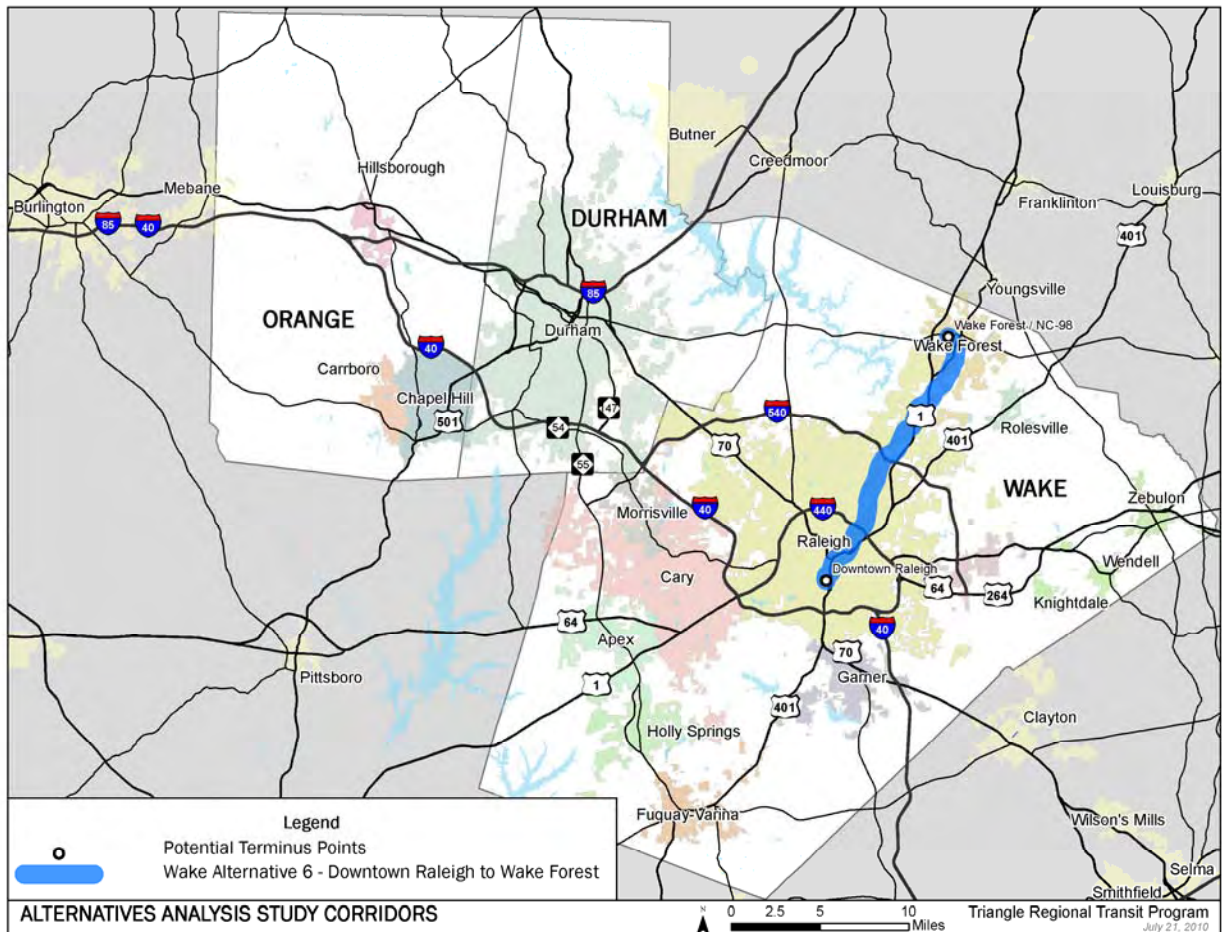 Butner
Creedmoor
Hillsborough
Mebane
Louisburg
Burlington
Franklinton
DURHAM
85
40
401
85
Youngsville
ORANGE
Durham
Wake Forest / NC-98
Wake Forest
40
Carrboro
Chapel Hill
147
540
1
501
54
70
401
Rolesville
55
WAKE
Morrisville
40
440
Zebulon
Raleigh
Cary
Downtown Raleigh
Wendell
64
264
Knightdale
64
40
Apex
70
Pittsboro
1
Garner
401
Clayton
Holly Springs
Fuquay-Varina
Wilson's Mills
Selma
Smithfield
Legend
Potential Terminus Points
Wake Alternative 6 - Downtown Raleigh to Wake Forest
ALTERNATIVES ANALYSIS STUDY CORRIDORS
N
0 2.5 5 10
Miles
Triangle Regional Transit Program
July 21, 2010